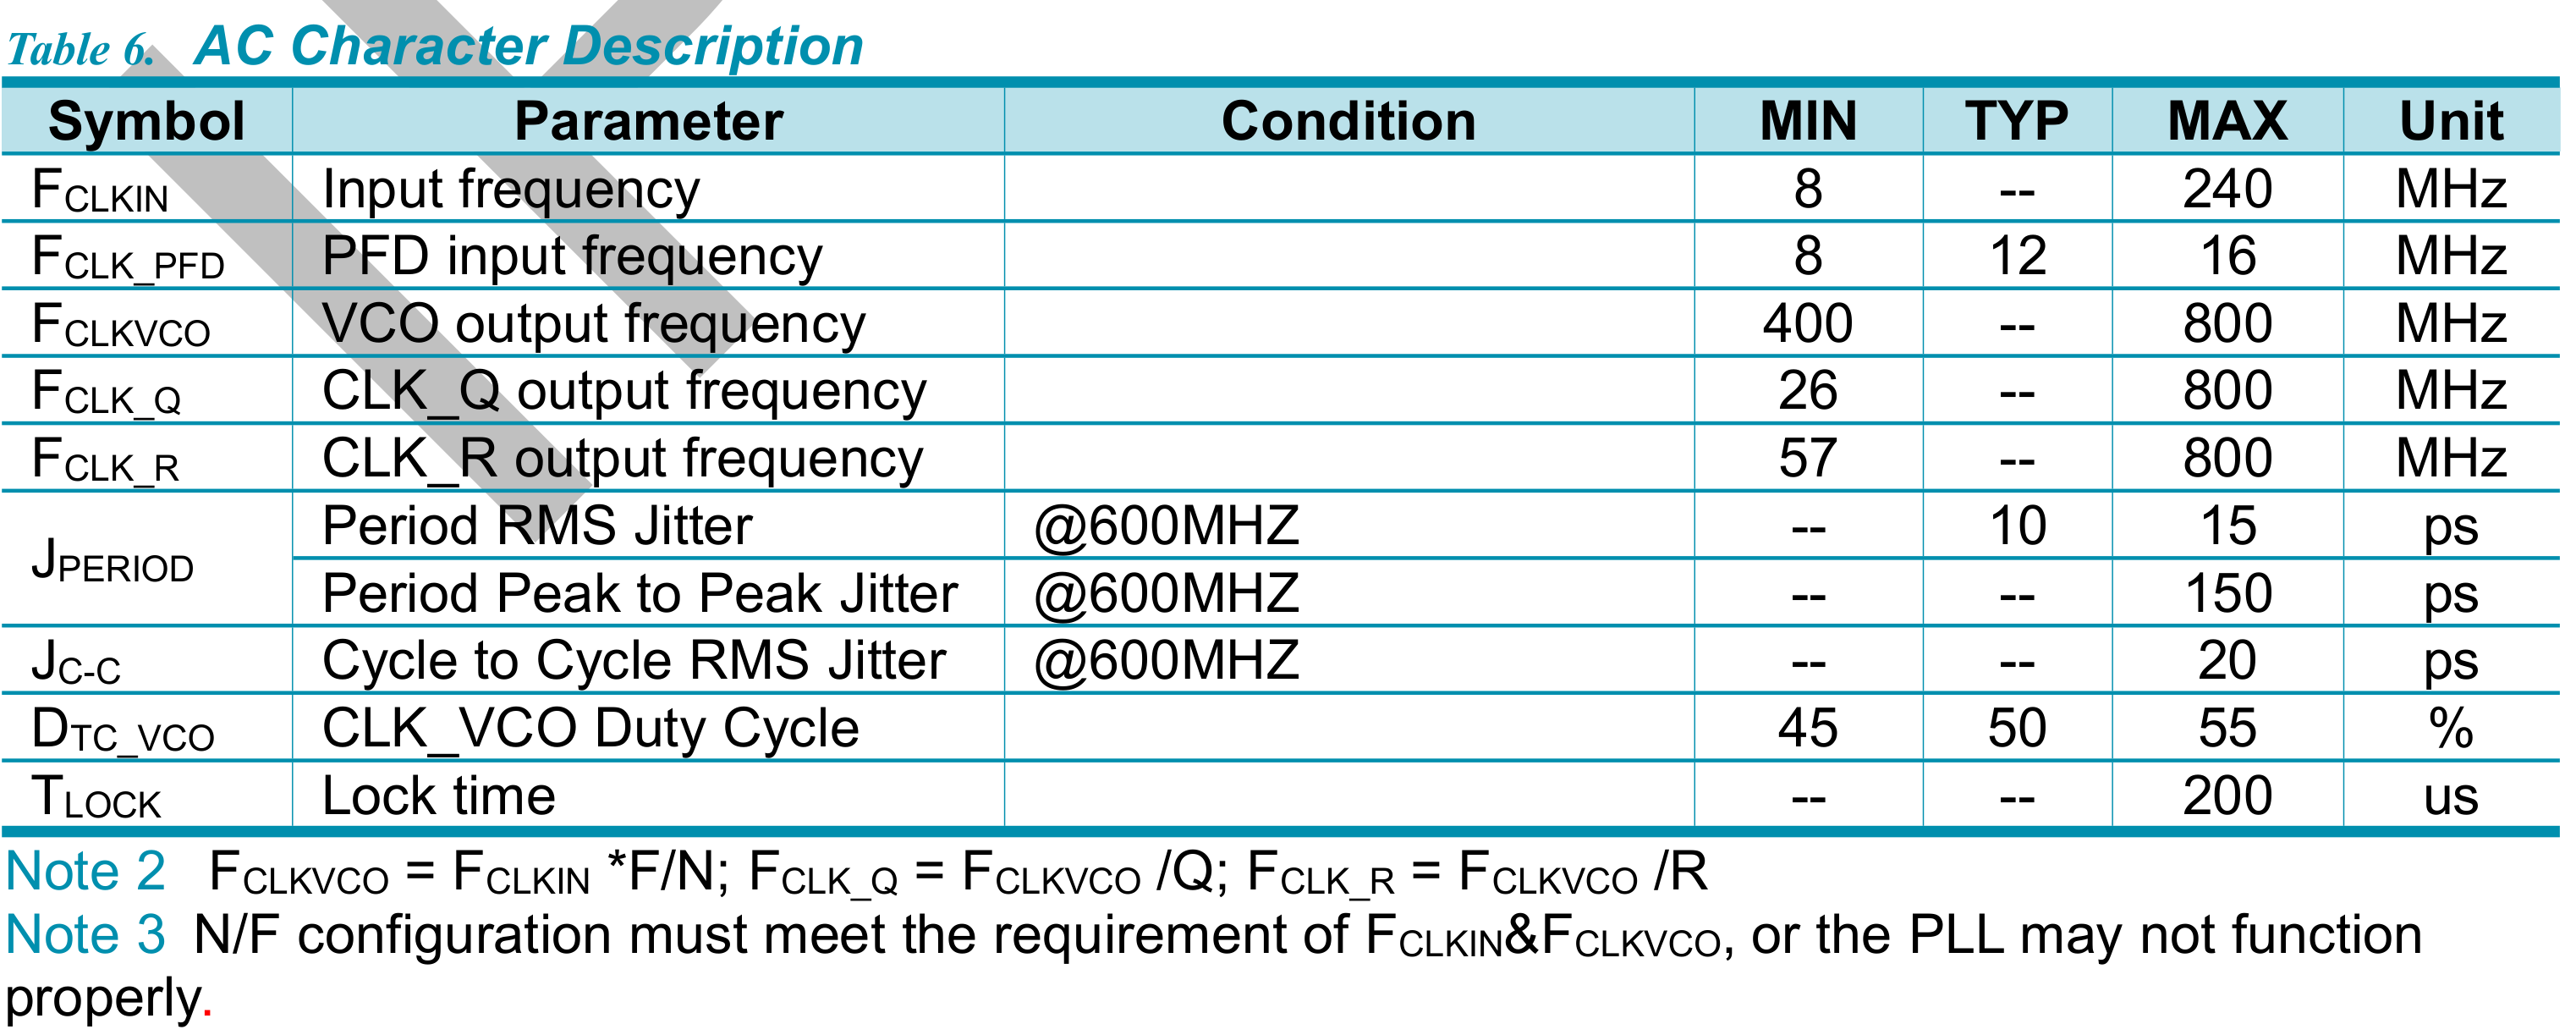 Table 6. AC Character Description
Symbol Parameter Condition MIN TYP MAX Unit
FCLKIN Input frequency 8 -- 240 MHz
FCLK_PFD PFD input frequency 8 12 16 MHz
FCLKVCO VCO output frequency 400 -- 800 MHz
FCLK_Q CLK_Q output frequency 26 -- 800 MHz
FCLK_R CLK_R output frequency 57 -- 800 MHz
JPERIOD Period RMS Jitter @600MHZ -- 10 15 ps
Period Peak to Peak Jitter @600MHZ -- -- 150 ps
JC-C Cycle to Cycle RMS Jitter @600MHZ -- -- 20 ps
DTC_VCO CLK_VCO Duty Cycle 45 50 55 %
TLOCK Lock time -- -- 200 us
Note 2 FCLKVCO = FCLKIN *F/N; FCLK_Q = FCLKVCO /Q; FCLK_R = FCLKVCO /R
Note 3 N/F configuration must meet the requirement of FCLKIN&FCLKVCO, or the PLL may not function
properly.